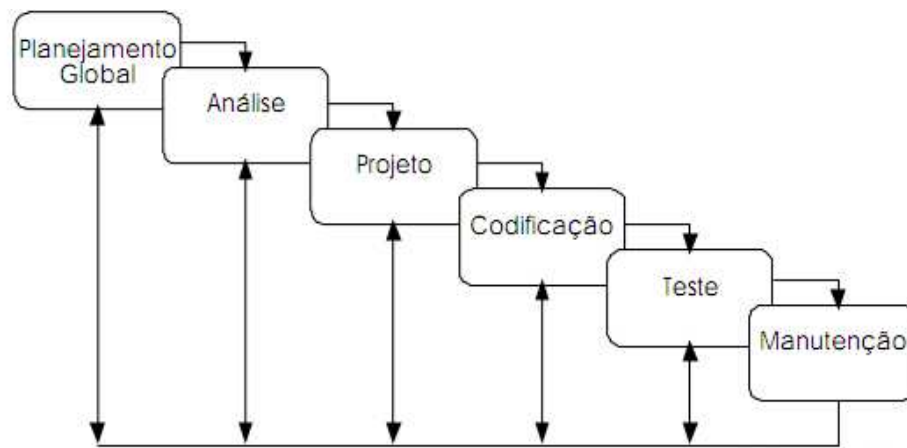 Planejamento
Global
Análise
Projeto
Codificação
Teste
Manutenção